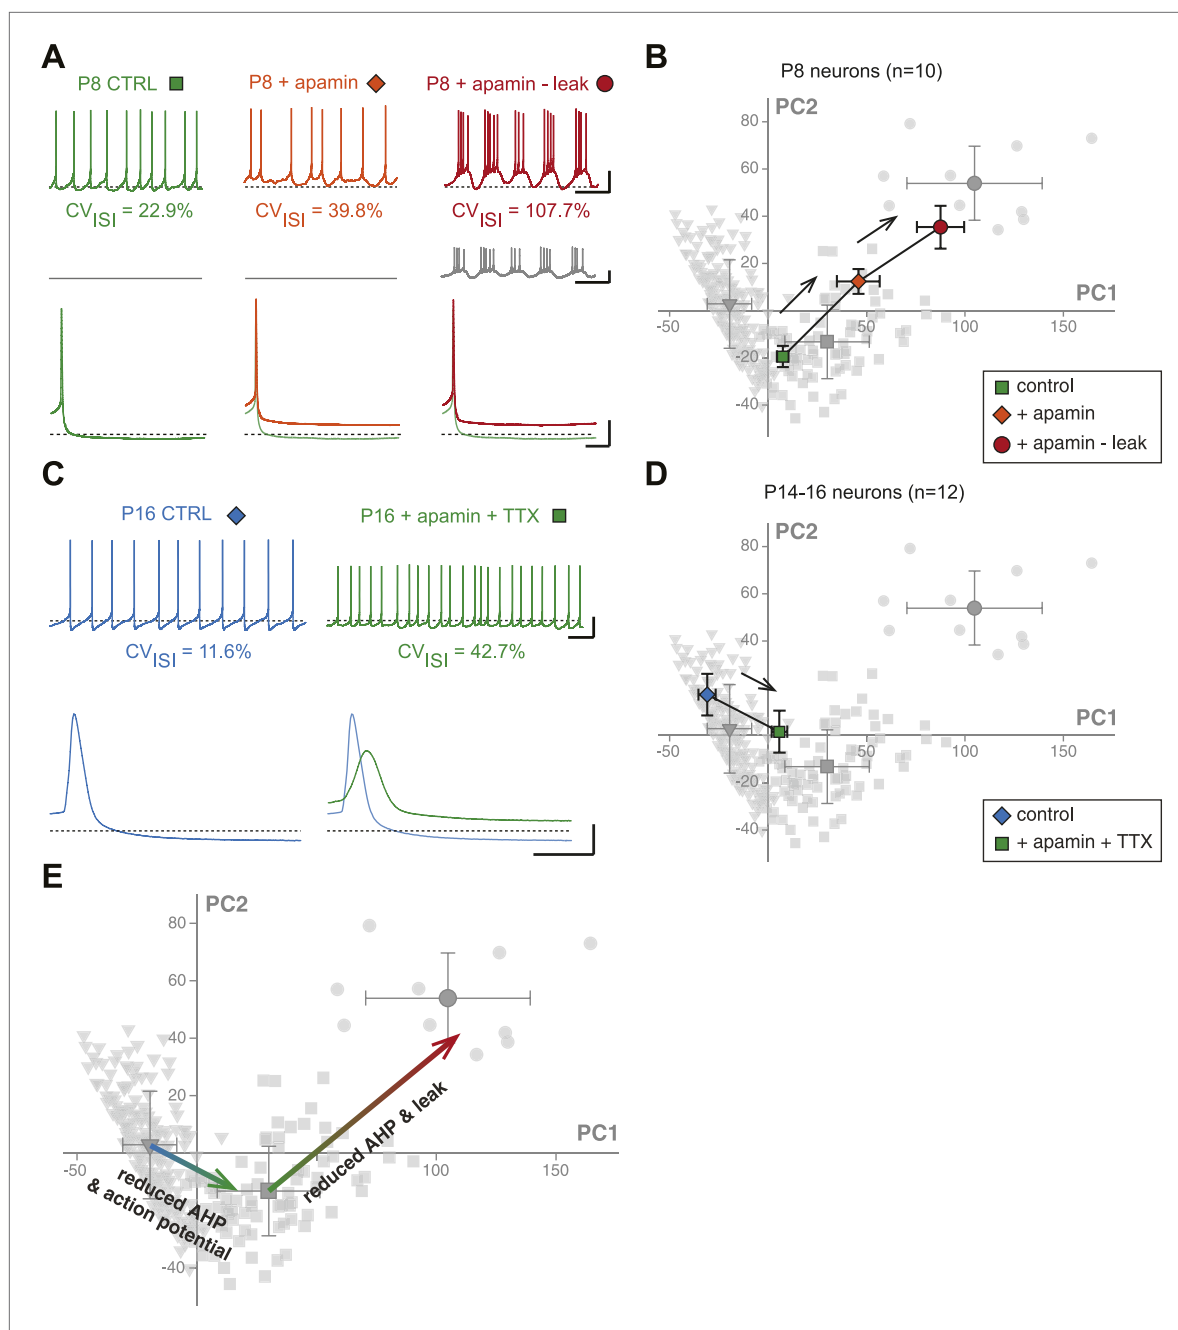 A
P8 CTRL
P8 + apamin
P8 + apamin - leak
CVISI = 22.9%
CVISI = 39.8%
CVISI = 107.7%
B
P8 neurons (n=10)
PC2
80
60
40
20
PC1
-50
50
100
150
-20
-40
control
+ apamin
+ apamin - leak
C
P16 CTRL
P16 + apamin + TTX
CVISI = 11.6%
CVISI = 42.7%
D
P14-16 neurons (n=12)
PC2
80
60
40
PC1
-50
50
100
150
-20
-40
control
+ apamin + TTX
E
PC2
80
60
40
20
PC1
-50
100
150
-40
reduced AHP
& action potential
reduced AHP & leak